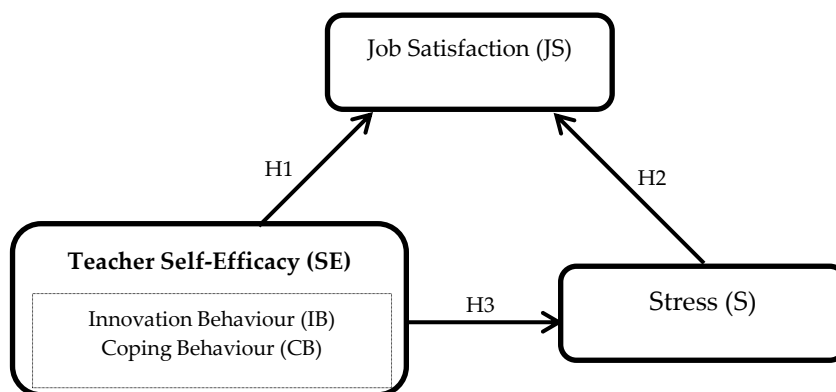 Job Satisfaction (JS)
H1
H2
Teacher Self-Efficacy (SE)
Innovation Behaviour (IB)
Coping Behaviour (CB)
H3
Stress (S)